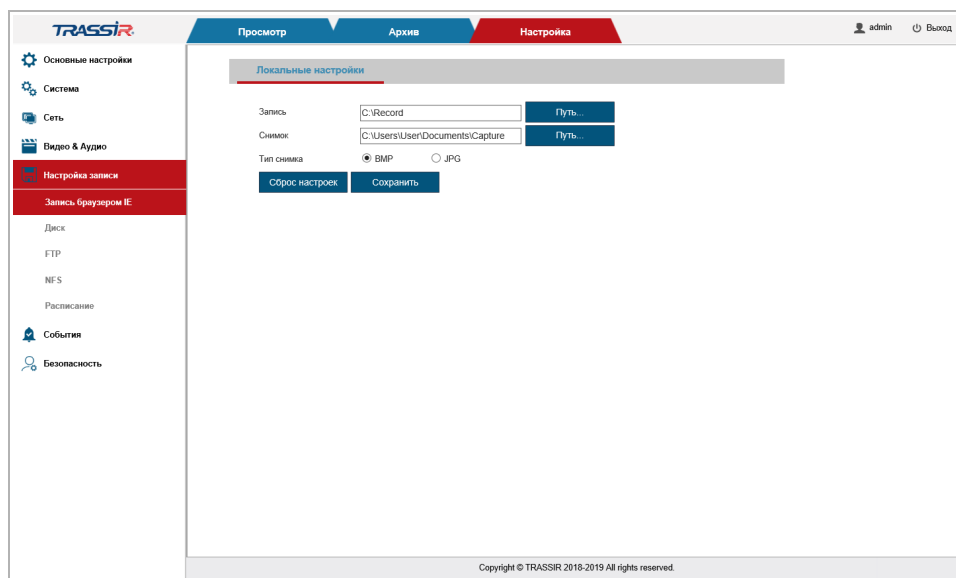 TRASSIR
Просмотр
Архив
Настройка
admin
Выход
Основные настройки
Система
Сеть
Видео & Аудио
Настройка записи
Запись браузером IE
Диск
FTP
NFS
Расписание
События
Безопасность
Локальные настройки
Запись C:\Record Путь...
Снимок C:\Users\User\Documents\Capture Путь...
Тип снимка BMP JPG
Сброс настроек Сохранить
Copyright © TRASSIR 2018-2019 All rights reserved.